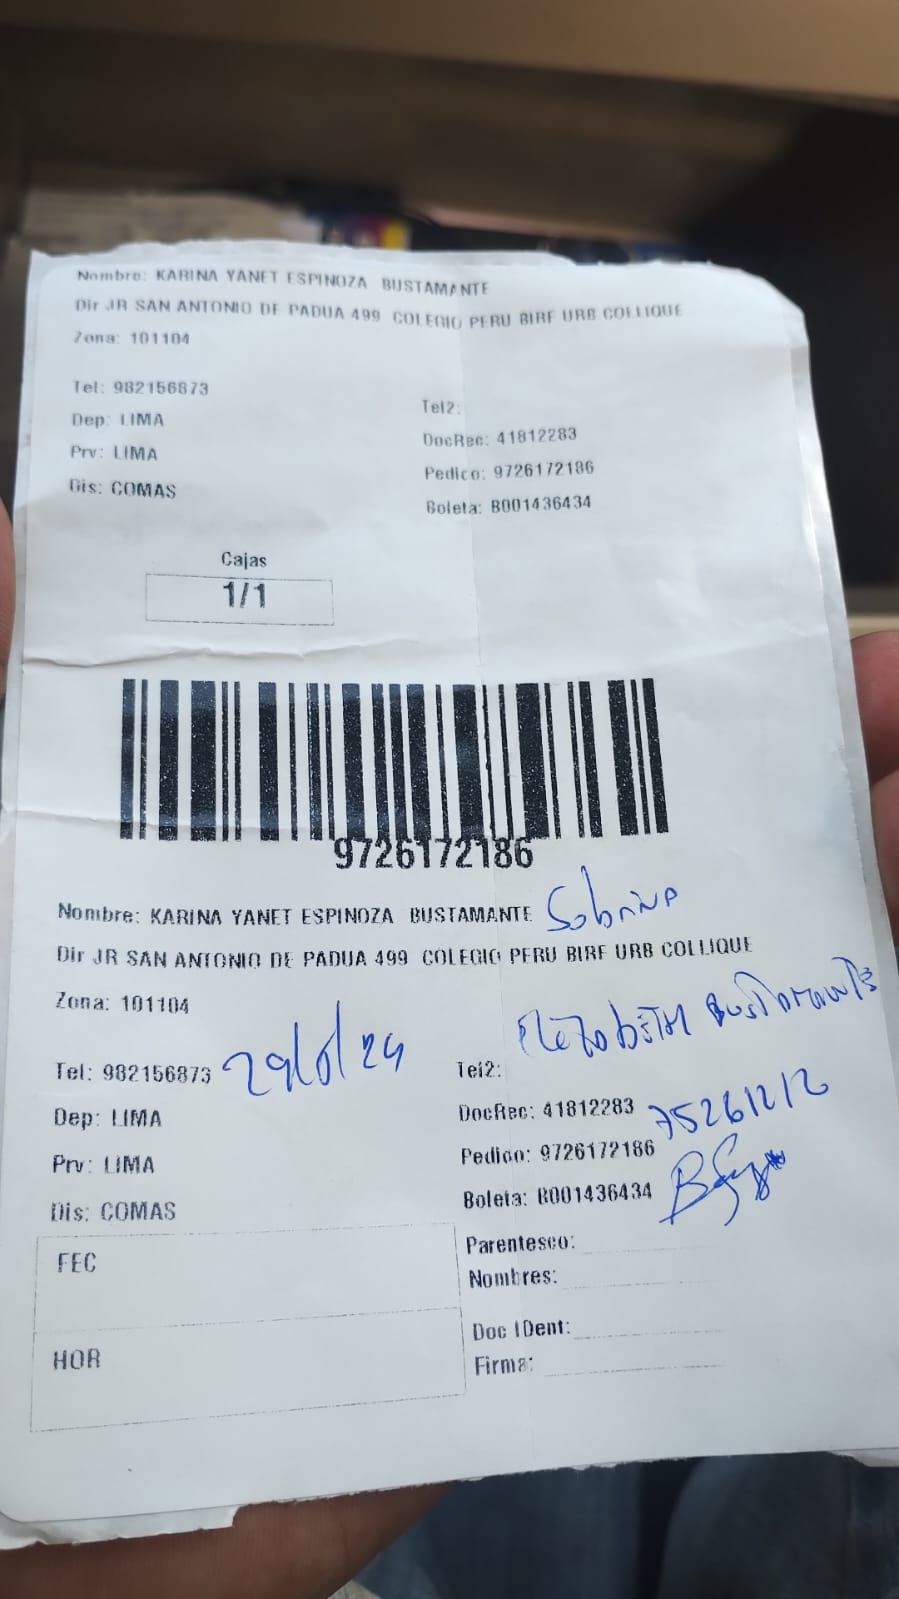 Nombre: KARINA YANET ESPINOZA BUSTAMANTE
Dir JR SAN ANTONIO DE PADUA 499 COLEGIO PERU BIRF URB COLLIQUE
Zona: 101104
Tel: 982156873
Tel2:
Dep: LIMA
DocRec: 41812283
Prv: LIMA
Pedido: 9726172186
Dis: COMAS
Boleta: B001436434
Cajas
1/1
9726172186
Nombre: KARINA YANET ESPINOZA BUSTAMANTE Sobrina
Dir JR SAN ANTONIO DE PADUA 499 COLEGIO PERU BIRF URB COLLIQUE
Zona: 101104
Elezabeth Bustamante
Tel: 982156873
Tel2:
Dep: LIMA
DocRec: 41812283 75261212
Prv: LIMA
Pedido: 9726172186
Dis: COMAS
Boleta: B001436434
FEC
Parentesco:
Nombres:
HOR
Doc IDent:
Firma: